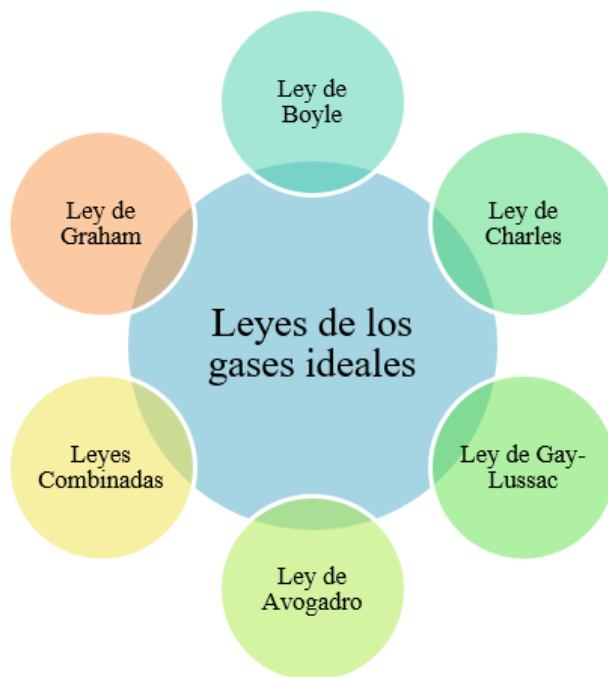 Ley de
Boyle
Ley de
Charles
Ley de Gay-
Lussac
Ley de
Avogadro
Leyes
Combinadas
Ley de
Graham
Leyes de los
gases ideales